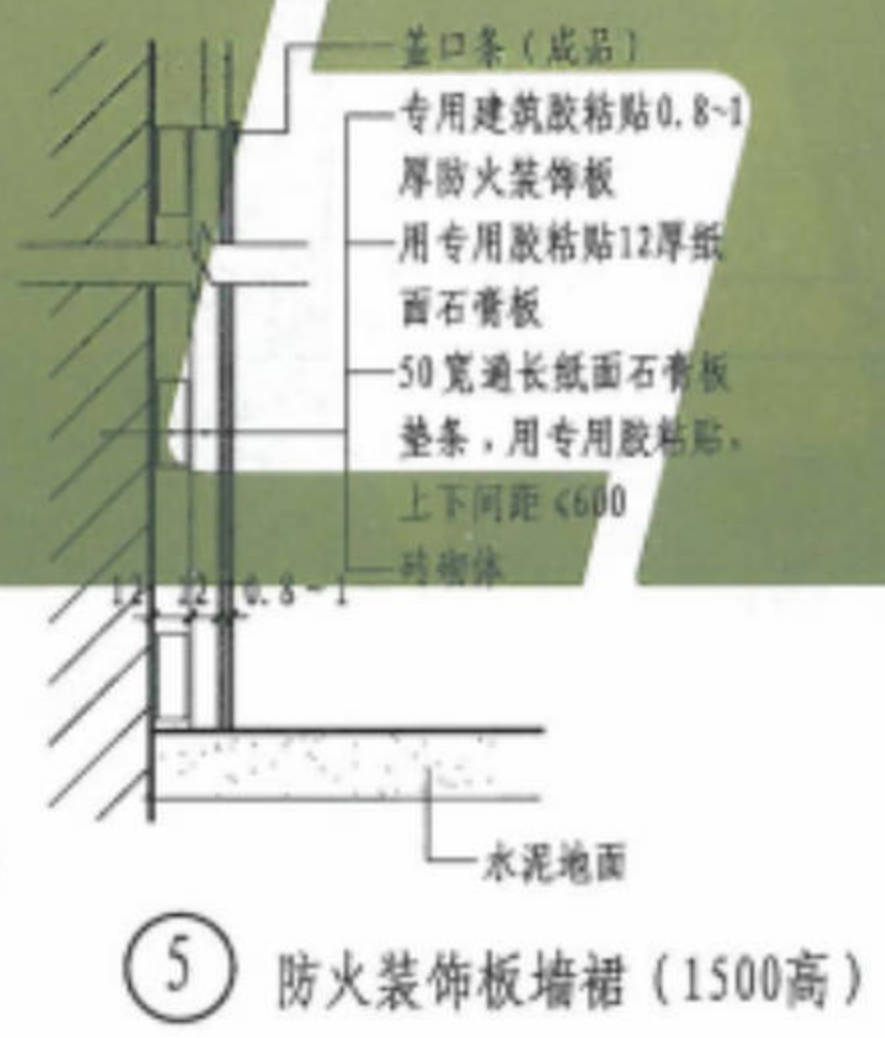 盖口条（成品）
专用建筑胶粘贴0.8~1
厚防火装饰板
用专用胶粘贴12厚纸
面石膏板
50宽通长纸面石膏板
垫条，用专用胶粘贴，
上下间距≤600
砖砌体
12 12 0.8~1
水泥地面
5 防火装饰板墙裙（1500高）